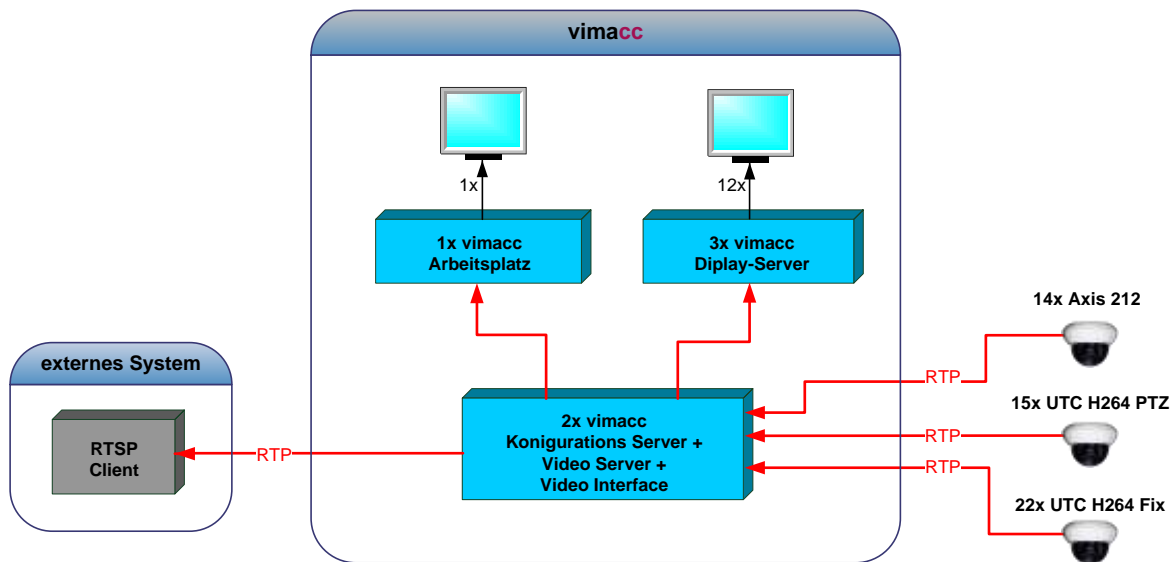 vimacc
1x
12x
1x vimacc
Arbeitsplatz
3x vimacc
Diplay-Server
14x Axis 212
externes System
RTP
2x vimacc
Konigurations Server +
Video Server +
Video Interface
15x UTC H264 PTZ
RTSP
Client
RTP
RTP
RTP
22x UTC H264 Fix